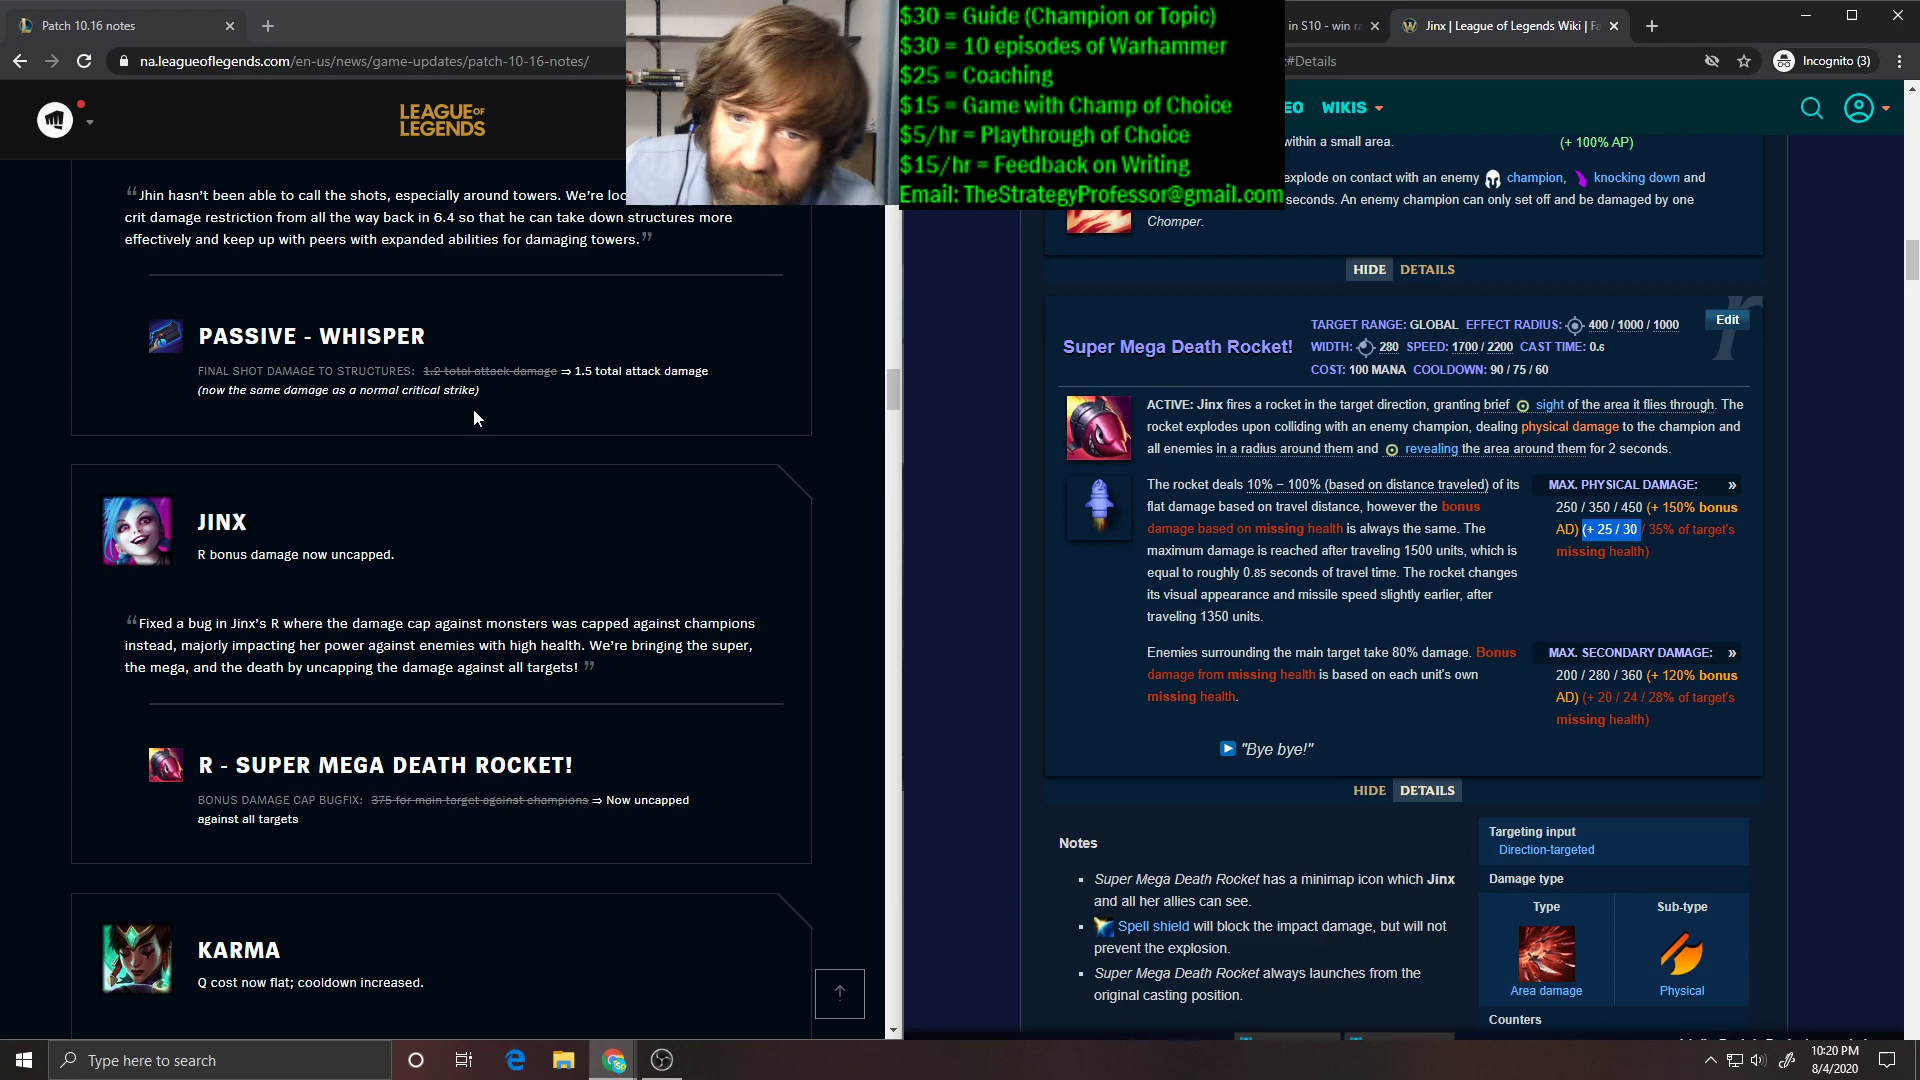 Patch 10.16 notes
na.leagueoflegends.com/en-us/news/game-updates/patch-10-16-notes/
LEAGUE OF
LEGENDS
“Jhin hasn’t been able to call the shots, especially around towers. We’re loo
crit damage restriction from all the way back in 6.4 so that he can take down structures more
effectively and keep up with peers with expanded abilities for damaging towers.”
PASSIVE - WHISPER
FINAL SHOT DAMAGE TO STRUCTURES: 1.2 total attack damage ⇒ 1.5 total attack damage
(now the same damage as a normal critical strike)
JINX
R bonus damage now uncapped.
“Fixed a bug in Jinx’s R where the damage cap against monsters was capped against champions
instead, majorly impacting her power against enemies with high health. We’re bringing the super,
the mega, and the death by uncapping the damage against all targets! ”
R - SUPER MEGA DEATH ROCKET!
BONUS DAMAGE CAP BUGFIX: 375 for main target against champions ⇒ Now uncapped
against all targets
KARMA
Q cost now flat; cooldown increased.
$30 = Guide (Champion or Topic)
$30 = 10 episodes of Warhammer
$25 = Coaching
$15 = Game with Champ of Choice
$5/hr = Playthrough of Choice
$15/hr = Feedback on Writing
Email: TheStrategyProfessor@gmail.com
in S10 - win ra
Jinx | League of Legends Wiki | Fa
#Details
Incognito (3)
EO WIKIS
within a small area.
(+ 100% AP)
explode on contact with an enemy champion, knocking down and
seconds. An enemy champion can only set off and be damaged by one
Chomper.
HIDE DETAILS
Edit
Super Mega Death Rocket!
TARGET RANGE: GLOBAL EFFECT RADIUS: 400 / 1000 / 1000
WIDTH: 280 SPEED: 1700 / 2200 CAST TIME: 0.6
COST: 100 MANA COOLDOWN: 90 / 75 / 60
ACTIVE: Jinx fires a rocket in the target direction, granting brief sight of the area it flies through. The
rocket explodes upon colliding with an enemy champion, dealing physical damage to the champion and
all enemies in a radius around them and revealing the area around them for 2 seconds.
The rocket deals 10% − 100% (based on distance traveled) of its
flat damage based on travel distance, however the bonus
damage based on missing health is always the same. The
maximum damage is reached after traveling 1500 units, which is
equal to roughly 0.85 seconds of travel time. The rocket changes
its visual appearance and missile speed slightly earlier, after
traveling 1350 units.
MAX. PHYSICAL DAMAGE: »
250 / 350 / 450 (+ 150% bonus
AD) (+ 25 / 30 / 35% of target's
missing health)
Enemies surrounding the main target take 80% damage. Bonus
damage from missing health is based on each unit's own
missing health.
MAX. SECONDARY DAMAGE: »
200 / 280 / 360 (+ 120% bonus
AD) (+ 20 / 24 / 28% of target's
missing health)
"Bye bye!"
HIDE DETAILS
Notes
Super Mega Death Rocket has a minimap icon which Jinx
and all her allies can see.
Spell shield will block the impact damage, but will not
prevent the explosion.
Super Mega Death Rocket always launches from the
original casting position.
Targeting input
Direction-targeted
Damage type
Type Sub-type
Area damage Physical
Counters
Type here to search
10:20 PM
8/4/2020